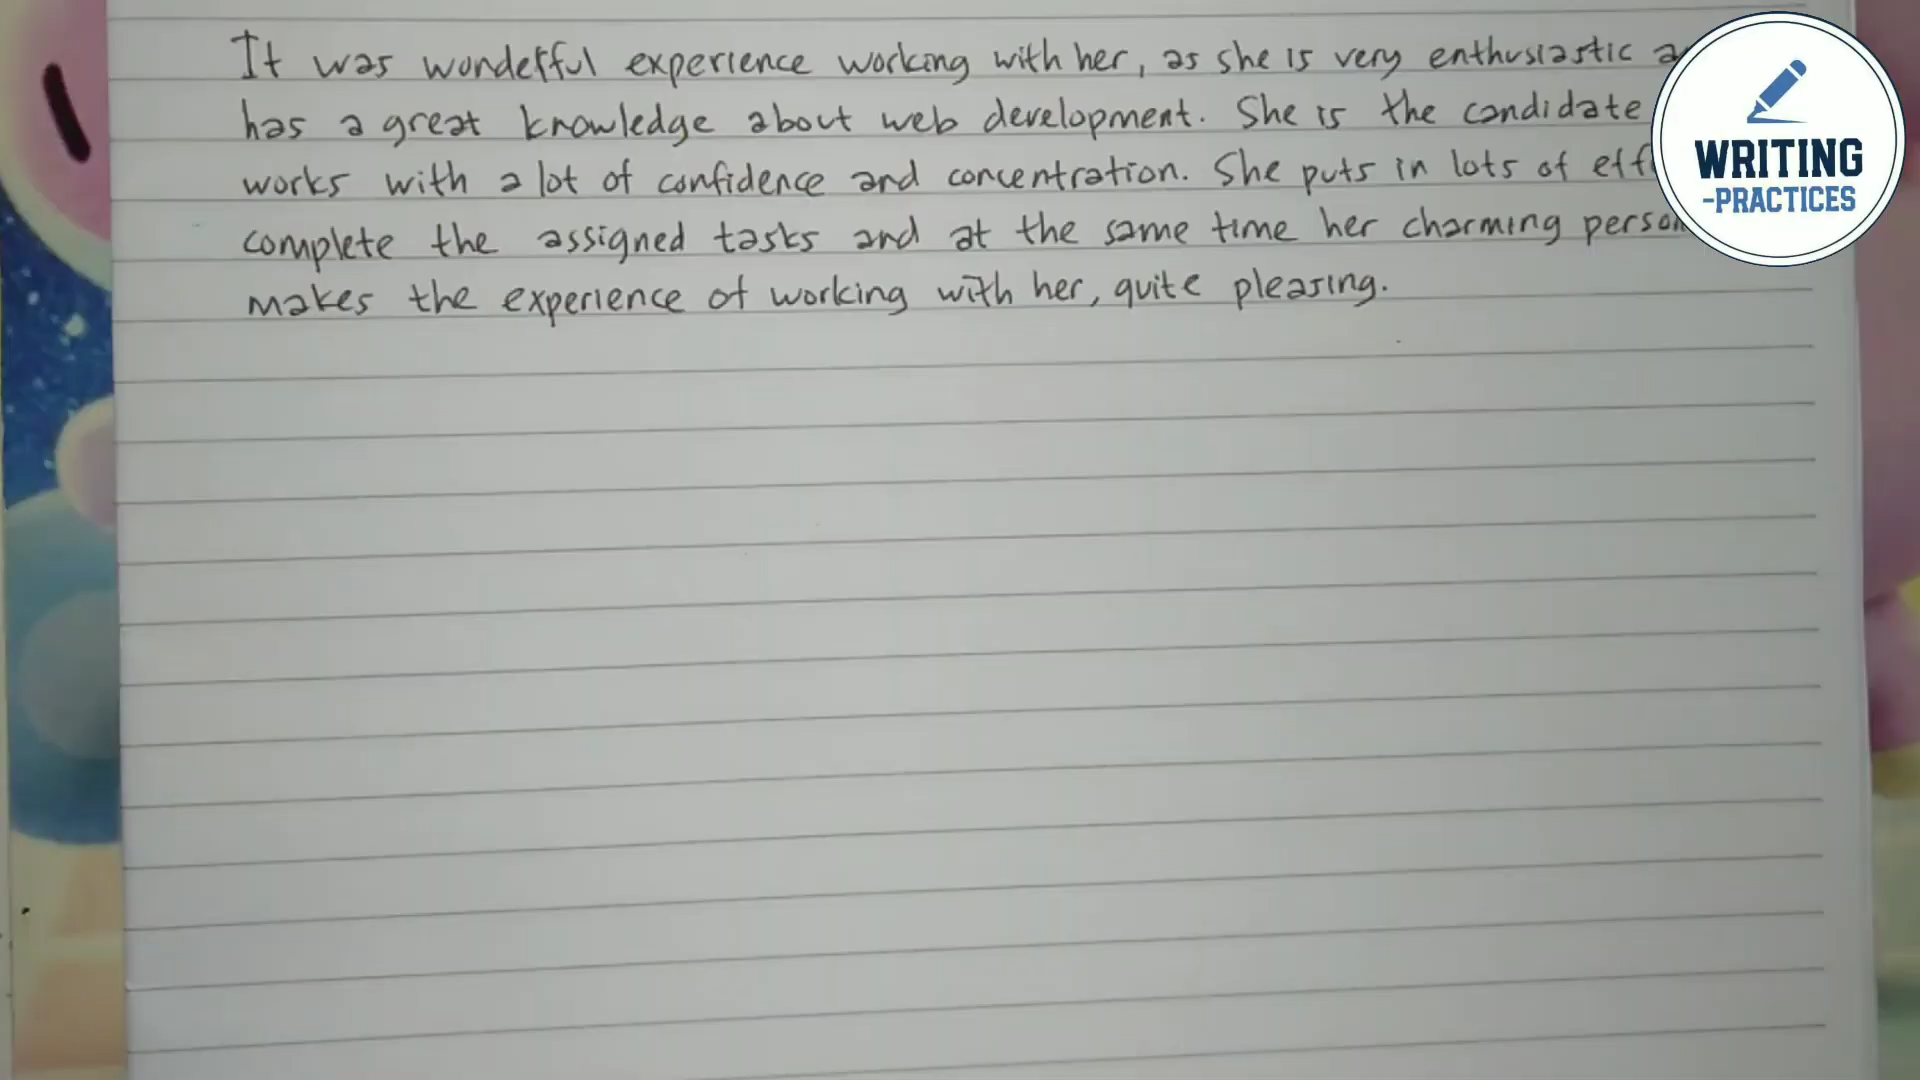 It was wonderful experience working with her, as she is very enthusiastic
has a great knowledge about web development. She is the candidate
works with a lot of confidence and concentration. She puts in lots of
complete the assigned tasks and at the same time her charming
makes the experience of working with her, quite pleasing.
WRITING
-PRACTICES